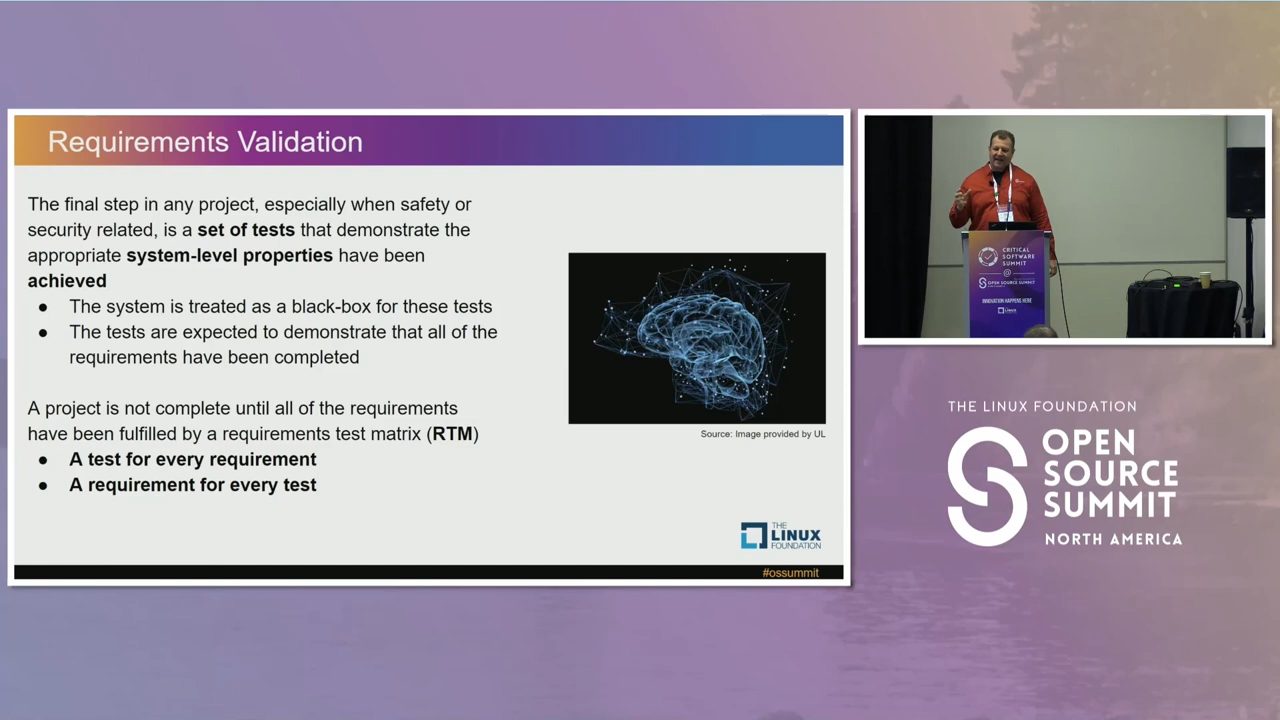 Requirements Validation
The final step in any project, especially when safety or
security related, is a set of tests that demonstrate the
appropriate system-level properties have been
achieved
● The system is treated as a black-box for these tests
● The tests are expected to demonstrate that all of the
requirements have been completed
A project is not complete until all of the requirements
have been fulfilled by a requirements test matrix (RTM)
● A test for every requirement
● A requirement for every test
Source: Image provided by UL
THE
LINUX
FOUNDATION
#ossummit
CRITICAL
SOFTWARE
SUMMIT
@
OPEN SOURCE SUMMIT
INNOVATION HAPPENS HERE
LINUX
THE LINUX FOUNDATION
OPEN
SOURCE
SUMMIT
NORTH AMERICA